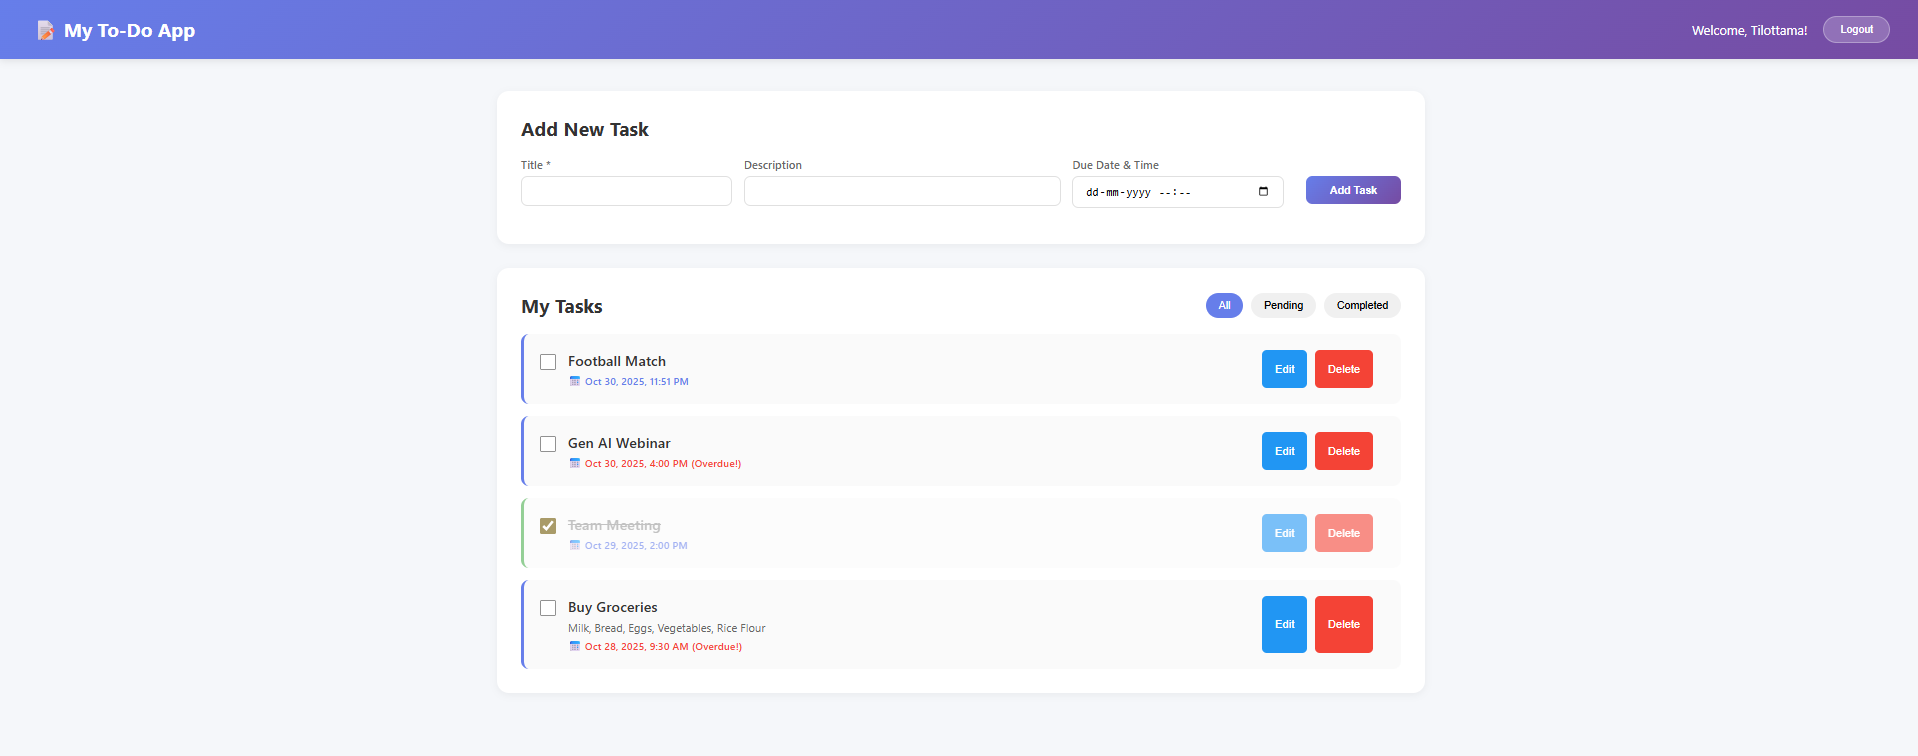 My To-Do App
Welcome, Tilottama!
Logout
Add New Task
Title *
Description
Due Date & Time
dd-mm-yyyy --:--
Add Task
My Tasks
All
Pending
Completed
Football Match
Oct 30, 2025, 11:51 PM
Edit
Delete
Gen AI Webinar
Oct 30, 2025, 4:00 PM (Overdue!)
Edit
Delete
Team Meeting
Oct 29, 2025, 2:00 PM
Edit
Delete
Buy Groceries
Milk, Bread, Eggs, Vegetables, Rice Flour
Oct 28, 2025, 9:30 AM (Overdue!)
Edit
Delete